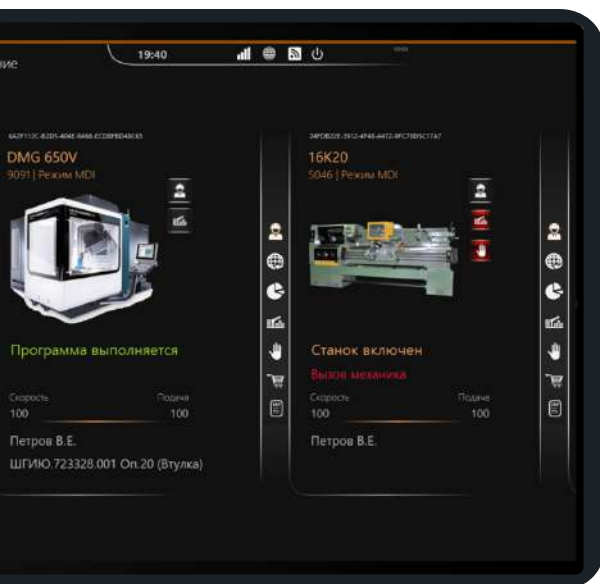 ние
19:40
DMG 650V
9091 | Режим MDI
Программа выполняется
Скорость
Подача
100
100
Петров В.Е.
ШГИЮ.723328.001 Оп.20 (Втулка)
16K20
5046 | Режим MDI
Станок включен
Вызов механика
Скорость
Подача
100
100
Петров В.Е.